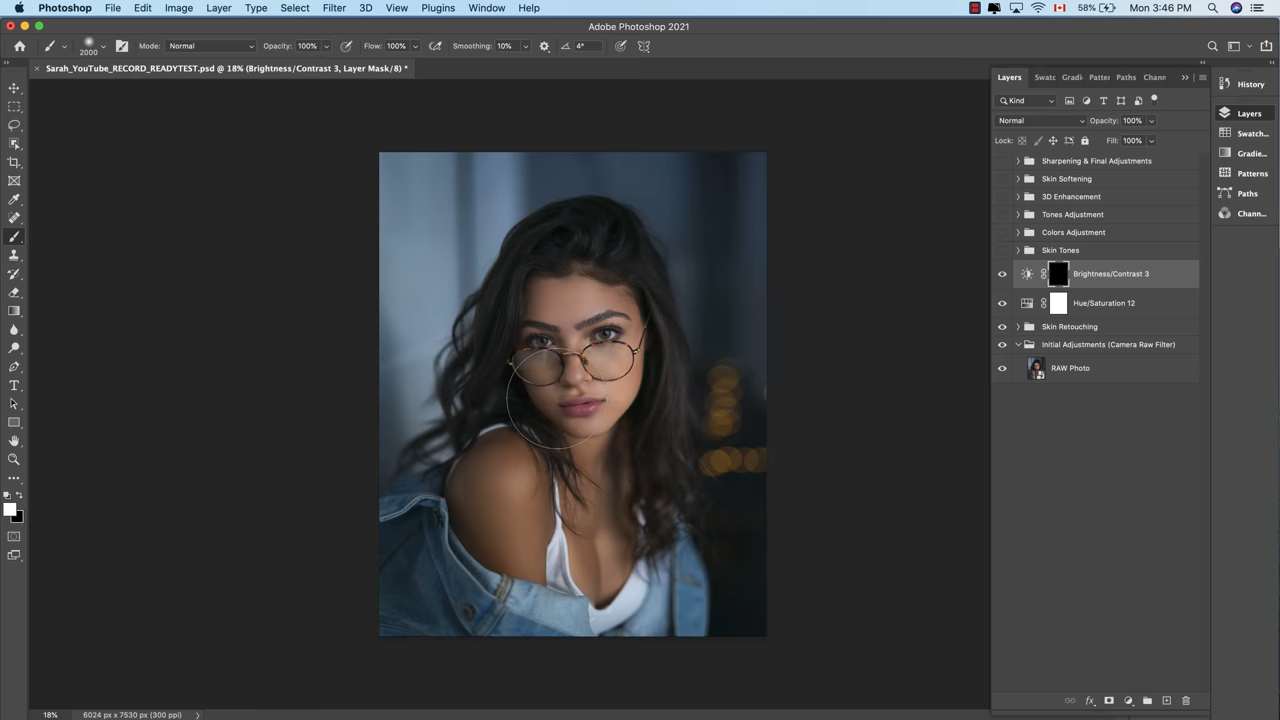 Photoshop File Edit Image Layer Type Select Filter 3D View Plugins Window Help 58% Mon 3:46 PM
Adobe Photoshop 2021
2000 Mode: Normal Opacity: 100% Flow: 100% Smoothing: 10% 4°
Sarah_YouTube_RECORD_READYTEST.psd @ 18% (Brightness/Contrast 3, Layer Mask/8) *
Layers Swatc Gradi Patter Paths Chann
History
Kind
Layers
Normal Opacity: 100%
Swatch...
Lock: Fill: 100%
Gradie...
Sharpening & Final Adjustments
Patterns
Skin Softening
Paths
3D Enhancement
Chann...
Tones Adjustment
Colors Adjustment
Skin Tones
Brightness/Contrast 3
Hue/Saturation 12
Skin Retouching
Initial Adjustments (Camera Raw Filter)
RAW Photo
18% 6024 px x 7530 px (300 ppi)